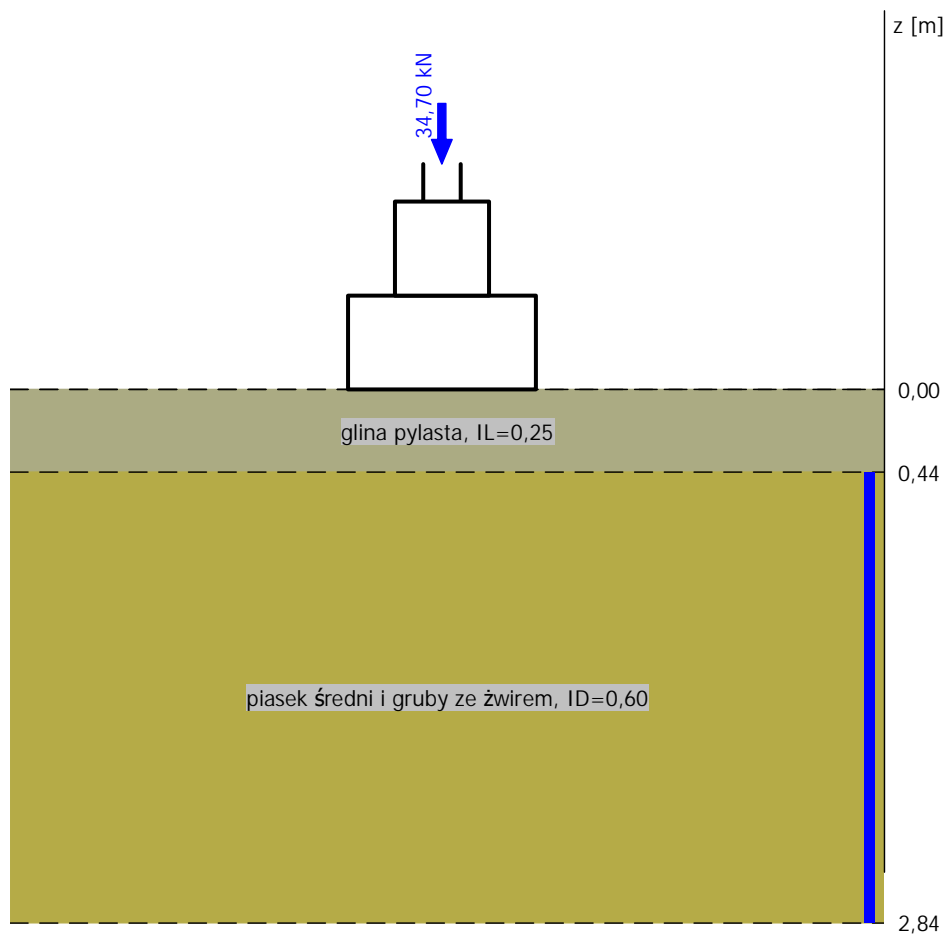 z [m]
34,70 kN
0,00
glina pylasta, IL=0,25
0,44
piasek średni i gruby ze żwirem, ID=0,60
2,84